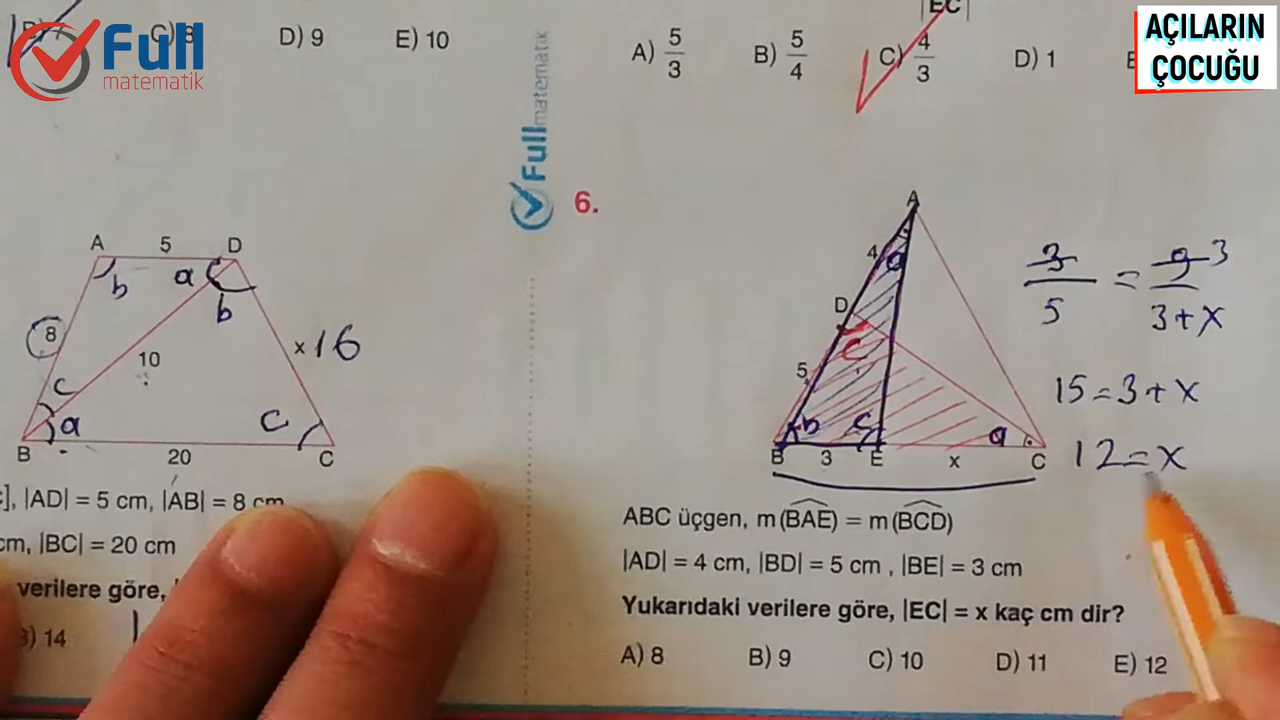 Full
matematik
AÇILARIN
ÇOCUĞU
D) 9
E) 10
|EC|
A) 5/3
B) 5/4
C) 4/3
D) 1
Fullmatematik
A 5 D
b a
b
8
10
x 16
c
a
c
B 20 C
|AD| = 5 cm, |AB| = 8 cm
cm, |BC| = 20 cm
verilere göre,
B) 14
6.
A
4
a
D
c
5
b c a
B 3 E x C
3/5 = 9/3+x 3
15 = 3 + x
12 = x
ABC üçgen, m(BAE) = m(BCD)
|AD| = 4 cm, |BD| = 5 cm , |BE| = 3 cm
Yukarıdaki verilere göre, |EC| = x kaç cm dir?
A) 8
B) 9
C) 10
D) 11
E) 12